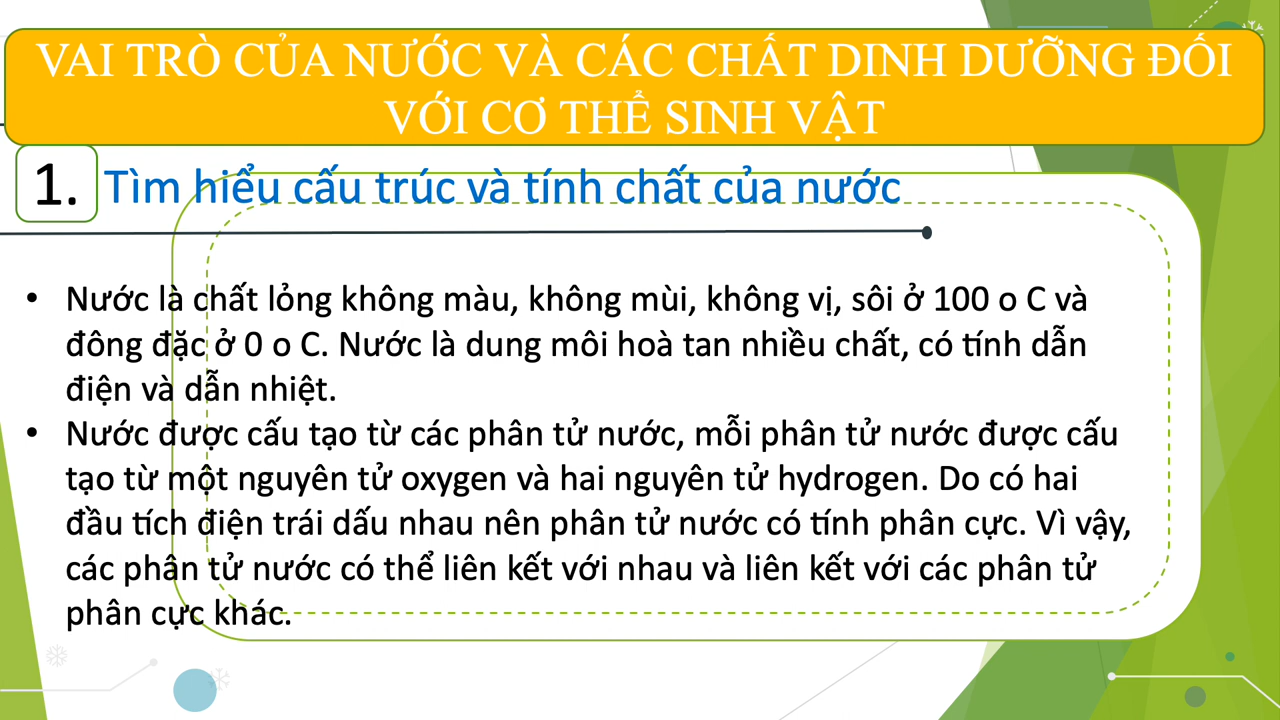 VAI TRÒ CỦA NƯỚC VÀ CÁC CHẤT DINH DƯỠNG ĐỐI
VỚI CƠ THỂ SINH VẬT
1. Tìm hiểu cấu trúc và tính chất của nước
• Nước là chất lỏng không màu, không mùi, không vị, sôi ở 100 o C và
đông đặc ở 0 o C. Nước là dung môi hoà tan nhiều chất, có tính dẫn
điện và dẫn nhiệt.
• Nước được cấu tạo từ các phân tử nước, mỗi phân tử nước được cấu
tạo từ một nguyên tử oxygen và hai nguyên tử hydrogen. Do có hai
đầu tích điện trái dấu nhau nên phân tử nước có tính phân cực. Vì vậy,
các phân tử nước có thể liên kết với nhau và liên kết với các phân tử
phân cực khác.